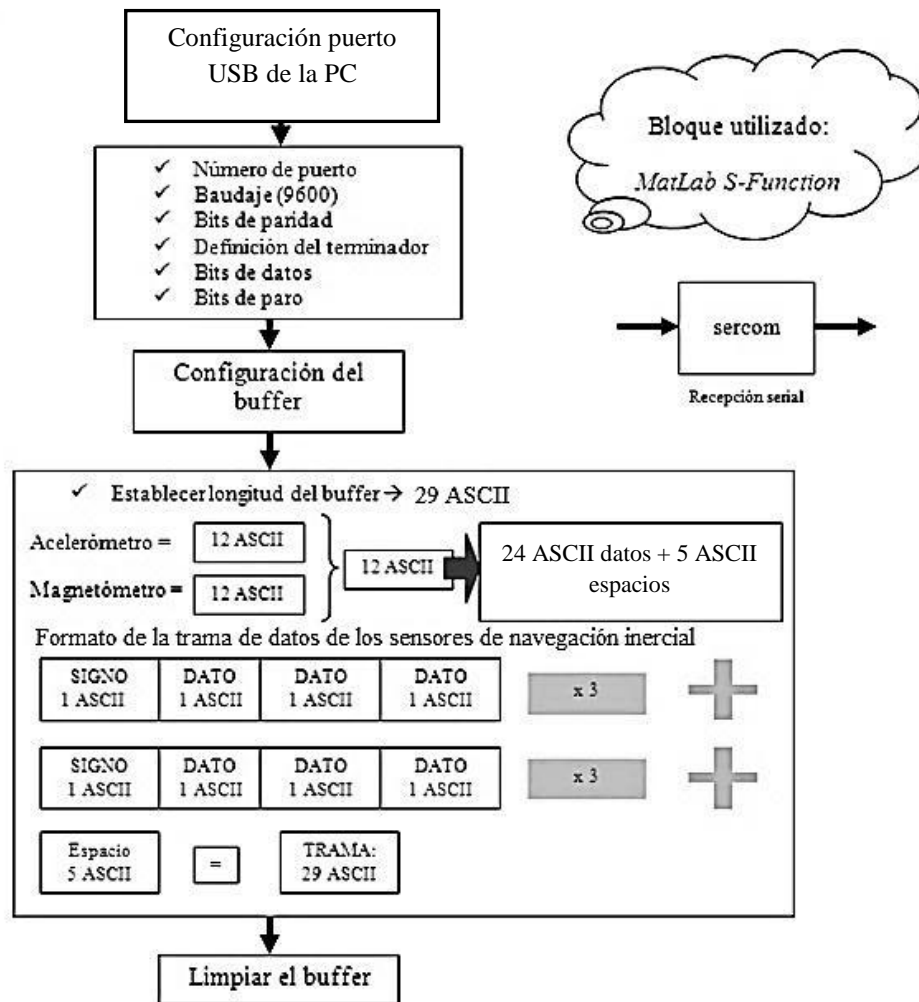 Configuración puerto
USB de la PC
✓ Número de puerto
✓ Baudaje (9600)
✓ Bits de paridad
✓ Definición del terminador
✓ Bits de datos
✓ Bits de paro
Bloque utilizado:
MatLab S-Function
sercom
Recepción serial
Configuración del
buffer
✓ Establecer longitud del buffer → 29 ASCII
Acelerómetro = 12 ASCII
Magnetómetro = 12 ASCII
12 ASCII
24 ASCII datos + 5 ASCII
espacios
Formato de la trama de datos de los sensores de navegación inercial
SIGNO DATO DATO DATO
1 ASCII 1 ASCII 1 ASCII 1 ASCII
x 3
SIGNO DATO DATO DATO
1 ASCII 1 ASCII 1 ASCII 1 ASCII
x 3
Espacio
5 ASCII
=
TRAMA:
29 ASCII
Limpiar el buffer